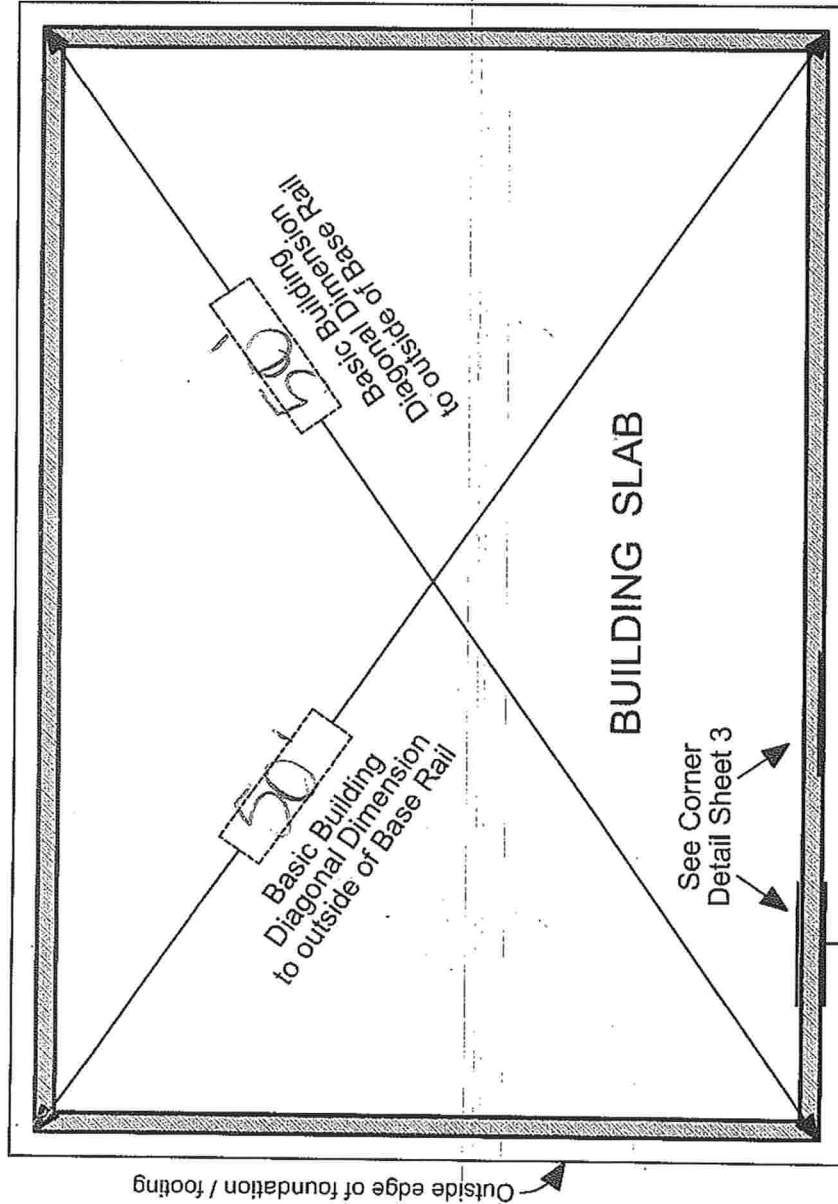 Basic Building
Diagonal Dimension
to outside of Base Rail
50'
Basic Building
Diagonal Dimension
to outside of Base Rail
50'
BUILDING SLAB
See Corner
Detail Sheet 3
Outside edge of foundation / footing